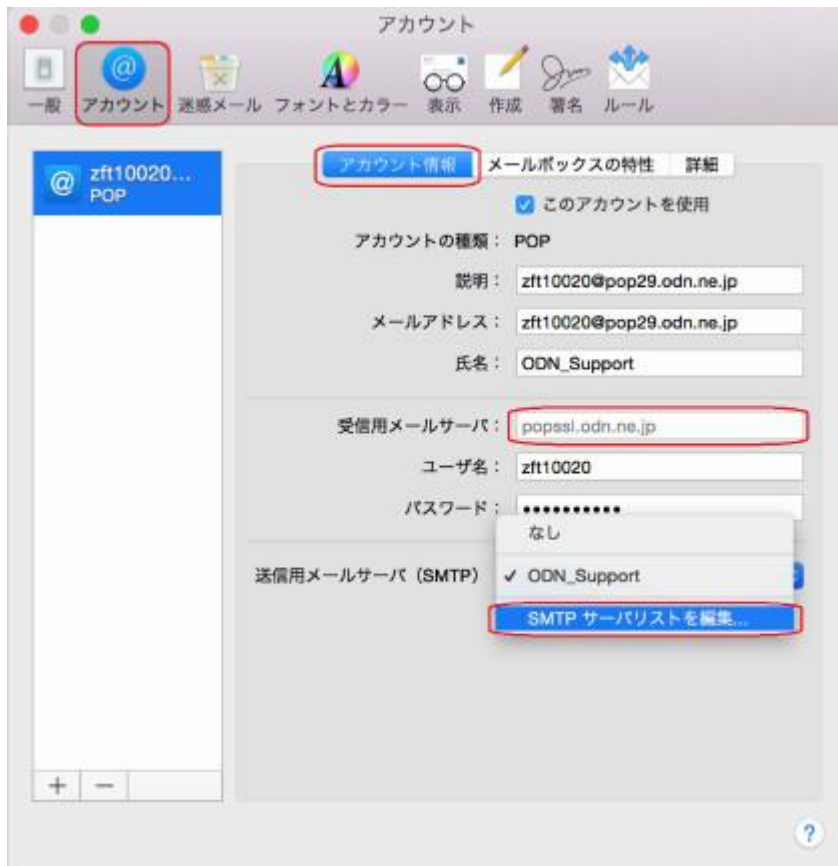 アカウント
一般 アカウント 迷惑メール フォントとカラー 表示 作成 署名 ルール
zft10020...
POP
アカウント情報 メールボックスの特性 詳細
このアカウントを使用
アカウントの種類： POP
説明： zft10020@pop29.odn.ne.jp
メールアドレス： zft10020@pop29.odn.ne.jp
氏名： ODN_Support
受信用メールサーバ： popssl.odn.ne.jp
ユーザ名： zft10020
パスワード： ••••••••••
なし
送信用メールサーバ（SMTP） ✓ ODN_Support
SMTP サーバリストを編集...
+ −
?